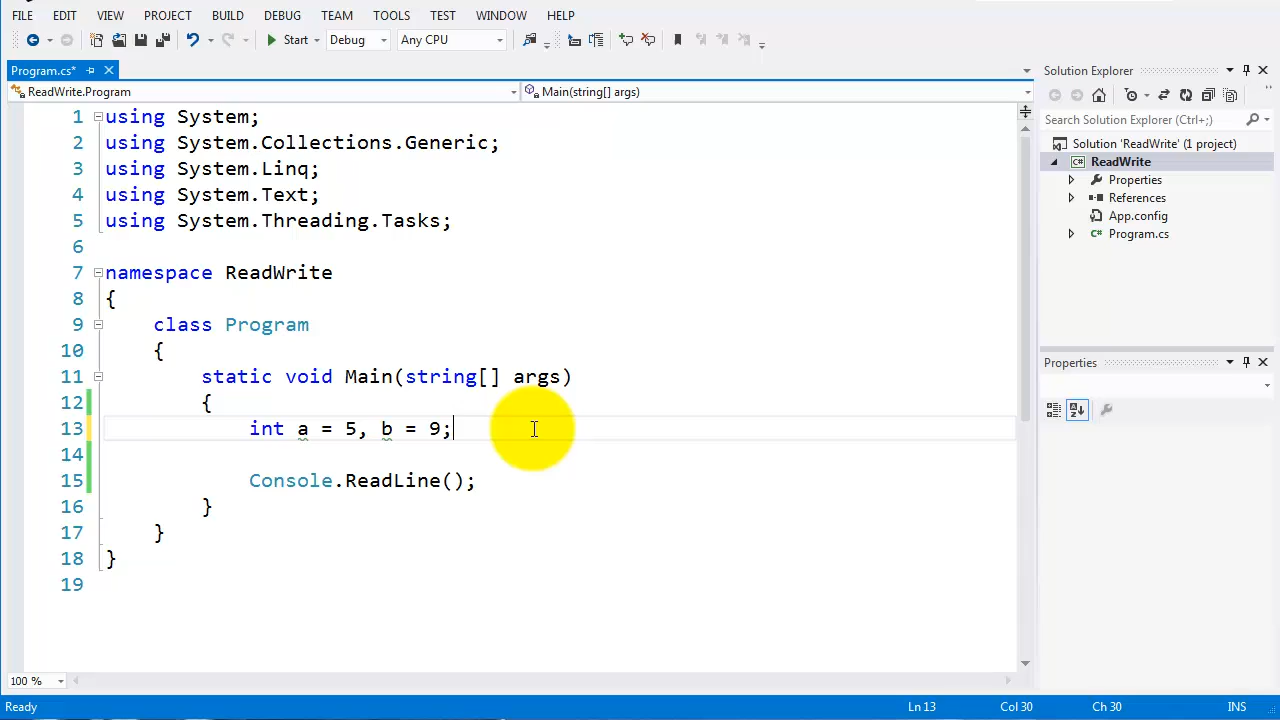 FILE EDIT VIEW PROJECT BUILD DEBUG TEAM TOOLS TEST WINDOW HELP
Start Debug Any CPU
Program.cs*
Solution Explorer
ReadWrite.Program
Main(string[] args)
Search Solution Explorer (Ctrl+;)
Solution 'ReadWrite' (1 project)
ReadWrite
Properties
References
App.config
Program.cs
Properties
1 using System;
2 using System.Collections.Generic;
3 using System.Linq;
4 using System.Text;
5 using System.Threading.Tasks;
6
7 namespace ReadWrite
8 {
9 class Program
10 {
11 static void Main(string[] args)
12 {
13 int a = 5, b = 9;
14
15 Console.ReadLine();
16 }
17 }
18 }
19
100 %
Ready Ln 13 Col 30 Ch 30 INS